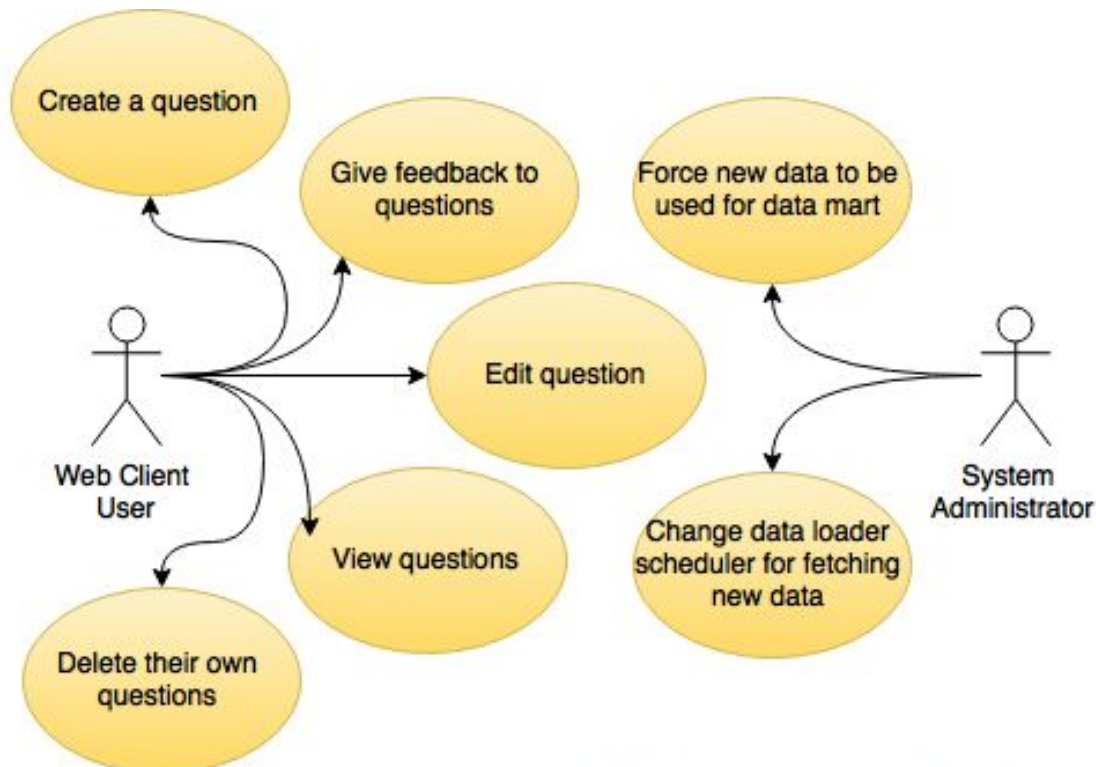 Create a question
Give feedback to
questions
Force new data to be
used for data mart
Edit question
Web Client
User
System
Administrator
View questions
Change data loader
scheduler for fetching
new data
Delete their own
questions